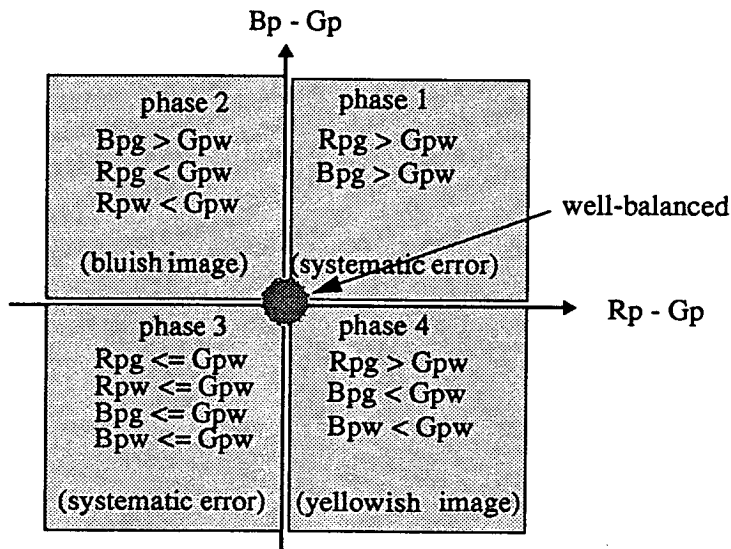 Bp - Gp
phase 2
Bpg > Gpw
Rpg < Gpw
Rpw < Gpw
(bluish image)
phase 1
Rpg > Gpw
Bpg > Gpw
(systematic error)
well-balanced
Rp - Gp
phase 3
Rpg <= Gpw
Rpw <= Gpw
Bpg <= Gpw
Bpw <= Gpw
(systematic error)
phase 4
Rpg > Gpw
Bpg < Gpw
Bpw < Gpw
(yellowish image)